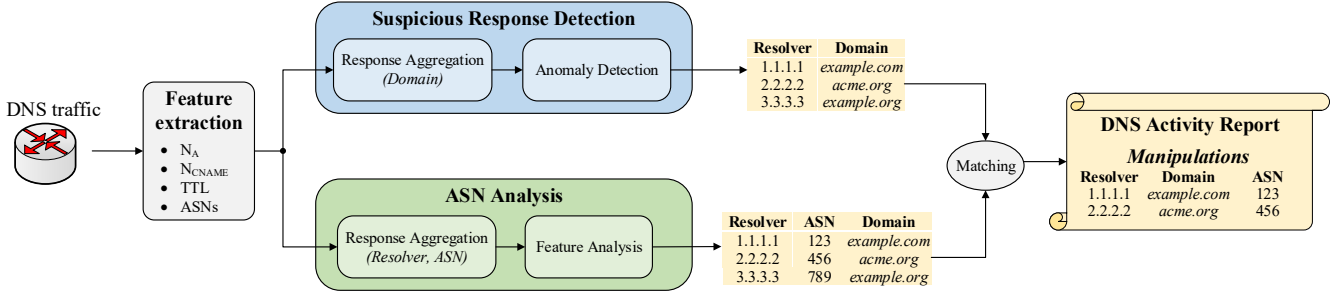 DNS traffic
Feature
extraction
• N_A
• N_CNAME
• TTL
• ASNs
Suspicious Response Detection
Response Aggregation
(Domain)
Anomaly Detection
Resolver Domain
1.1.1.1 example.com
2.2.2.2 acme.org
3.3.3.3 example.org
ASN Analysis
Response Aggregation
(Resolver, ASN)
Feature Analysis
Resolver ASN Domain
1.1.1.1 123 example.com
2.2.2.2 456 acme.org
3.3.3.3 789 example.org
Matching
DNS Activity Report
Manipulations
Resolver Domain ASN
1.1.1.1 example.com 123
2.2.2.2 acme.org 456